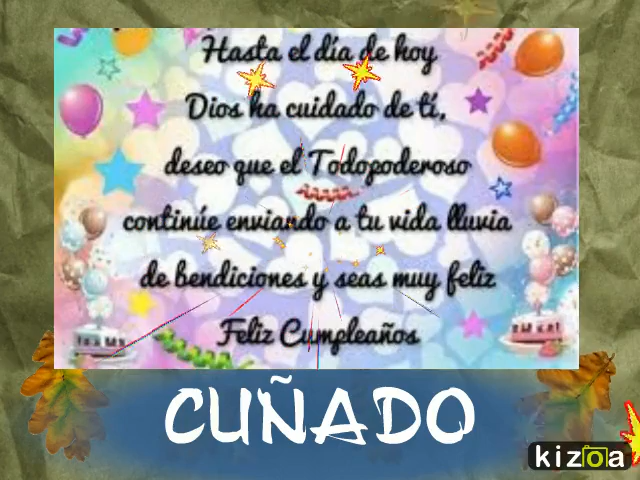 Hasta el día de hoy
Dios ha cuidado de tí,
deseo que el Todopoderoso
continúe enviando a tu vida lluvia
de bendiciones y seas muy feliz
Feliz Cumpleaños
CUÑADO
kizoa